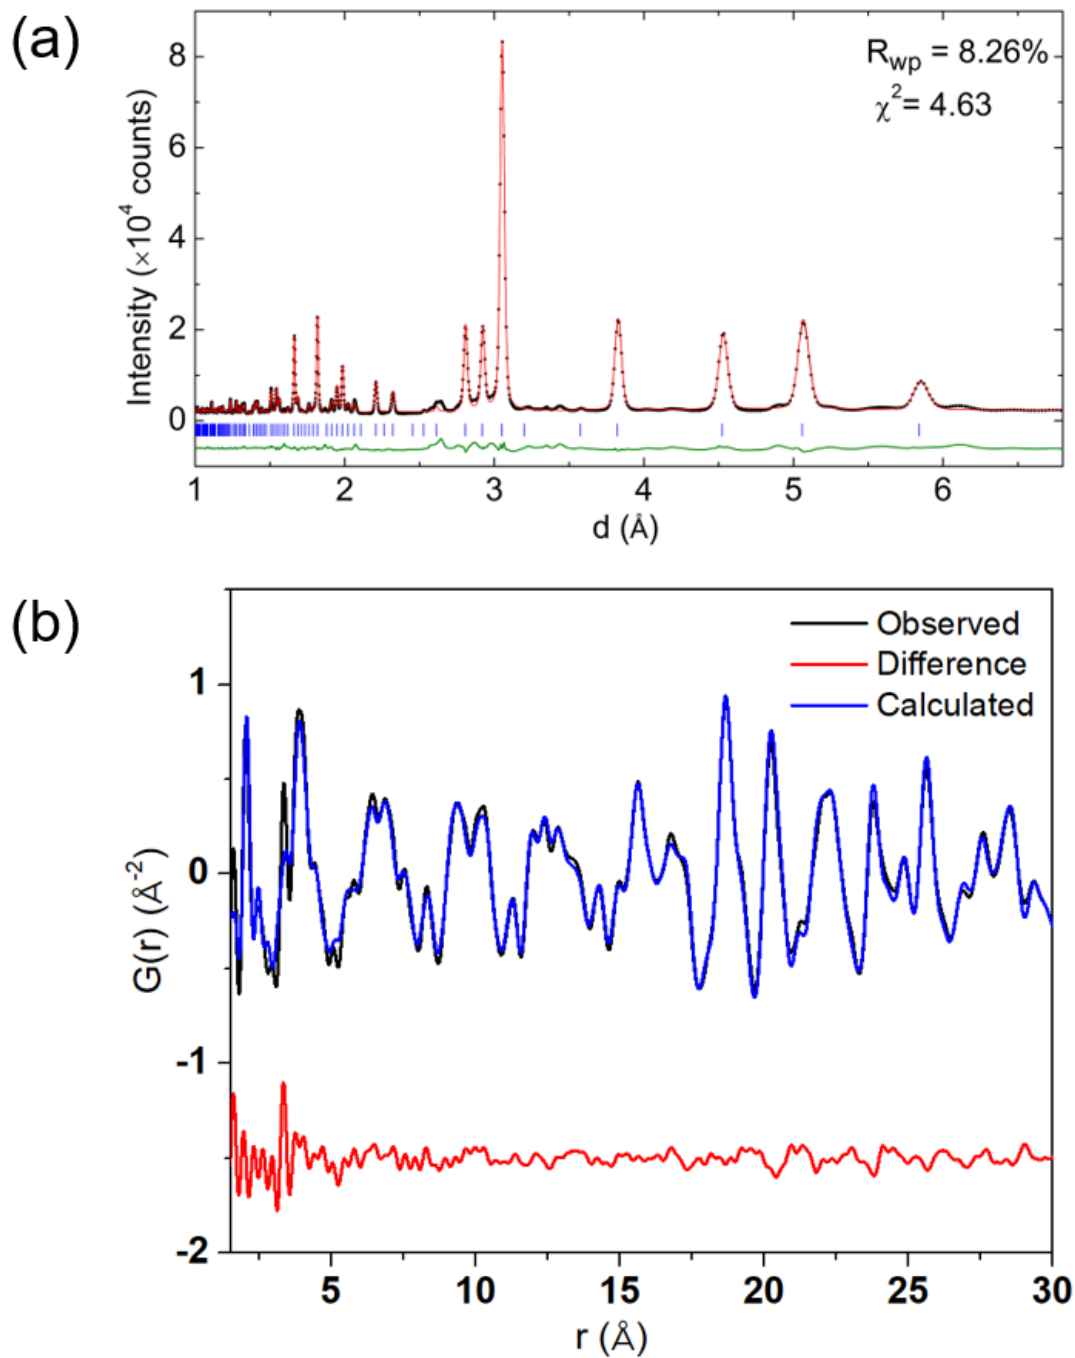 (a)
R_wp = 8.26%
χ²= 4.63
Intensity (×10⁴ counts)
8
6
4
2
0
1 2 3 4 5 6
d (Å)
(b)
Observed
Difference
Calculated
G(r) (Å⁻²)
1
0
-1
-2
5 10 15 20 25 30
r (Å)